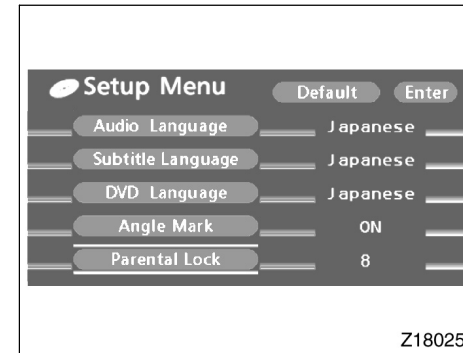 Setup Menu Default Enter
Audio Language Japanese
Subtitle Language Japanese
DVD Language Japanese
Angle Mark ON
Parental Lock 8
Z18025